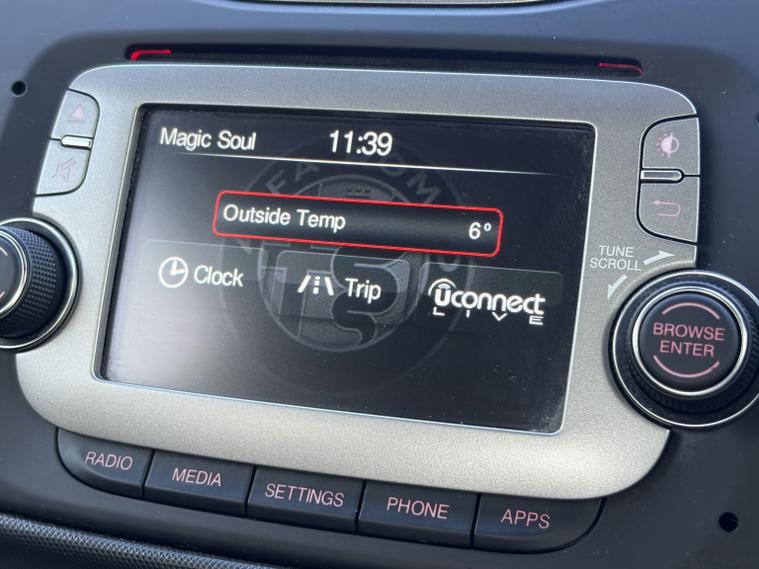 Magic Soul 11:39
Outside Temp 6°
Clock Trip uconnect
LIVE
TUNE
SCROLL
BROWSE
ENTER
RADIO MEDIA SETTINGS PHONE APPS